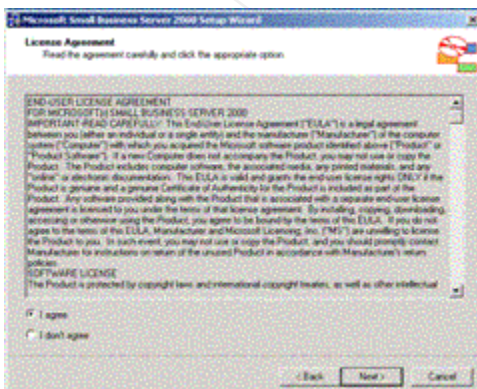 Microsoft Small Business Server 2000 Setup Wizard
License Agreement
Read the agreement carefully and click the appropriate option.
END-USER LICENSE AGREEMENT
FOR MICROSOFT(r) SMALL BUSINESS SERVER 2000
IMPORTANT-READ CAREFULLY: This End-User License Agreement ("EULA") is a legal agreement
between you (either an individual or a single entity) and the manufacturer ("Manufacturer") of the computer
system ("Computer") with which you acquired the Microsoft software product identified above ("Product" or
"Product Software"). If a new Computer does not accompany the Product, you may not use or copy the
Product. The Product includes computer software, the associated media, any printed materials, and any
"online" or electronic documentation. This EULA is valid and grants the end-user license rights ONLY if the
Product is genuine and a genuine Certificate of Authenticity for the Product is included as part of the
Product. Any software provided along with the Product that is associated with a separate end-user license
agreement is licensed to you under the terms of that license agreement. By installing, copying, downloading,
accessing or otherwise using the Product, you agree to be bound by the terms of this EULA. If you do not
agree to the terms of this EULA, Manufacturer and Microsoft Licensing, Inc. ("MS") are unwilling to license
the Product to you. In such event, you may not use or copy the Product, and you should promptly contact
Manufacturer for instructions on return of the unused Product in accordance with Manufacturer's return
policies.
SOFTWARE LICENSE
The Product is protected by copyright laws and international copyright treaties, as well as other intellectual
I agree
I don't agree
< Back Next > Cancel